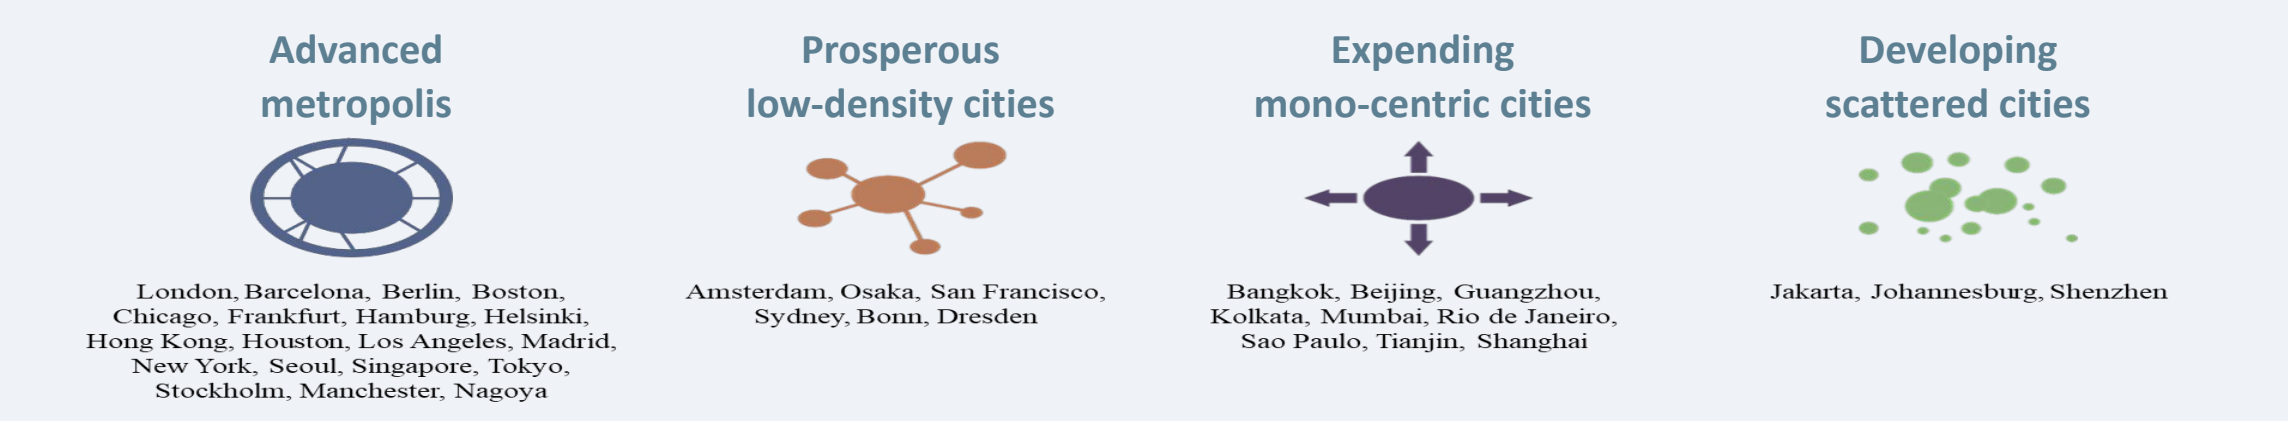 Advanced
metropolis
London, Barcelona, Berlin, Boston,
Chicago, Frankfurt, Hamburg, Helsinki,
Hong Kong, Houston, Los Angeles, Madrid,
New York, Seoul, Singapore, Tokyo,
Stockholm, Manchester, Nagoya
Prosperous
low-density cities
Amsterdam, Osaka, San Francisco,
Sydney, Bonn, Dresden
Expending
mono-centric cities
Bangkok, Beijing, Guangzhou,
Kolkata, Mumbai, Rio de Janeiro,
Sao Paulo, Tianjin, Shanghai
Developing
scattered cities
Jakarta, Johannesburg, Shenzhen